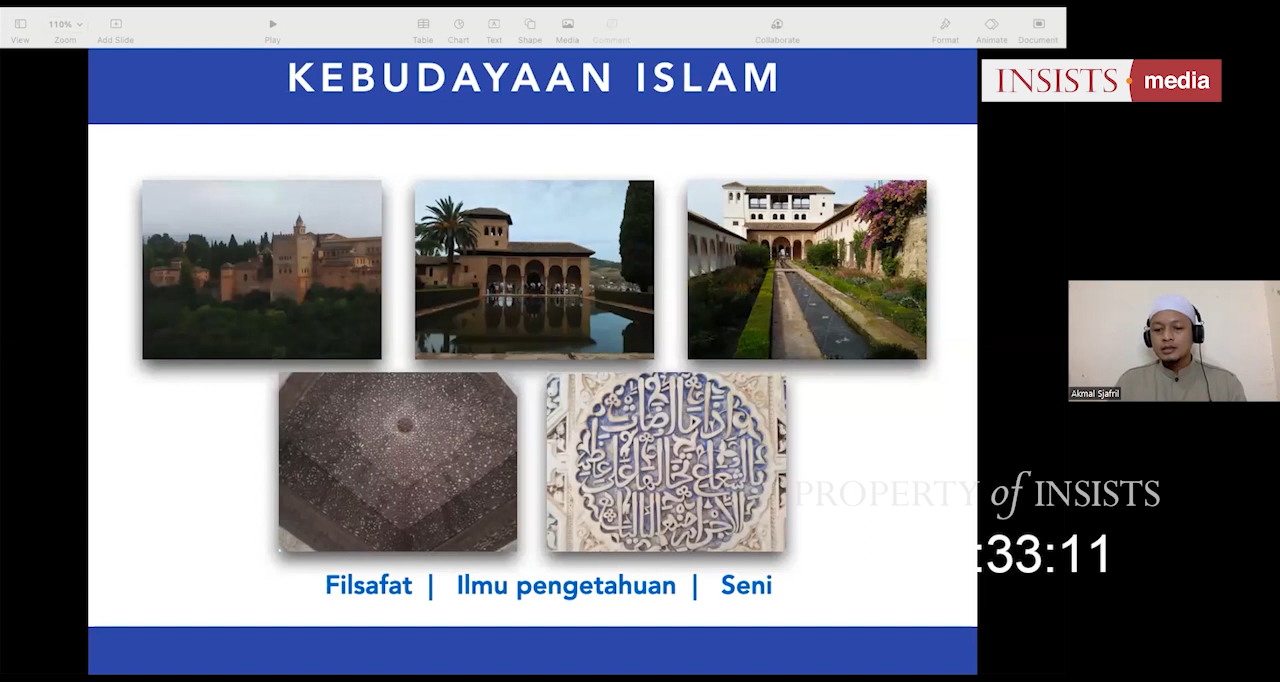 110%
View
Zoom
Add Slide
Play
Table
Chart
Text
Shape
Media
Comment
Collaborate
Format
Animate
Document
KEBUDAYAAN ISLAM
INSISTS media
Akmal Sjafril
PROPERTY of INSISTS
:33:11
Filsafat | Ilmu pengetahuan | Seni